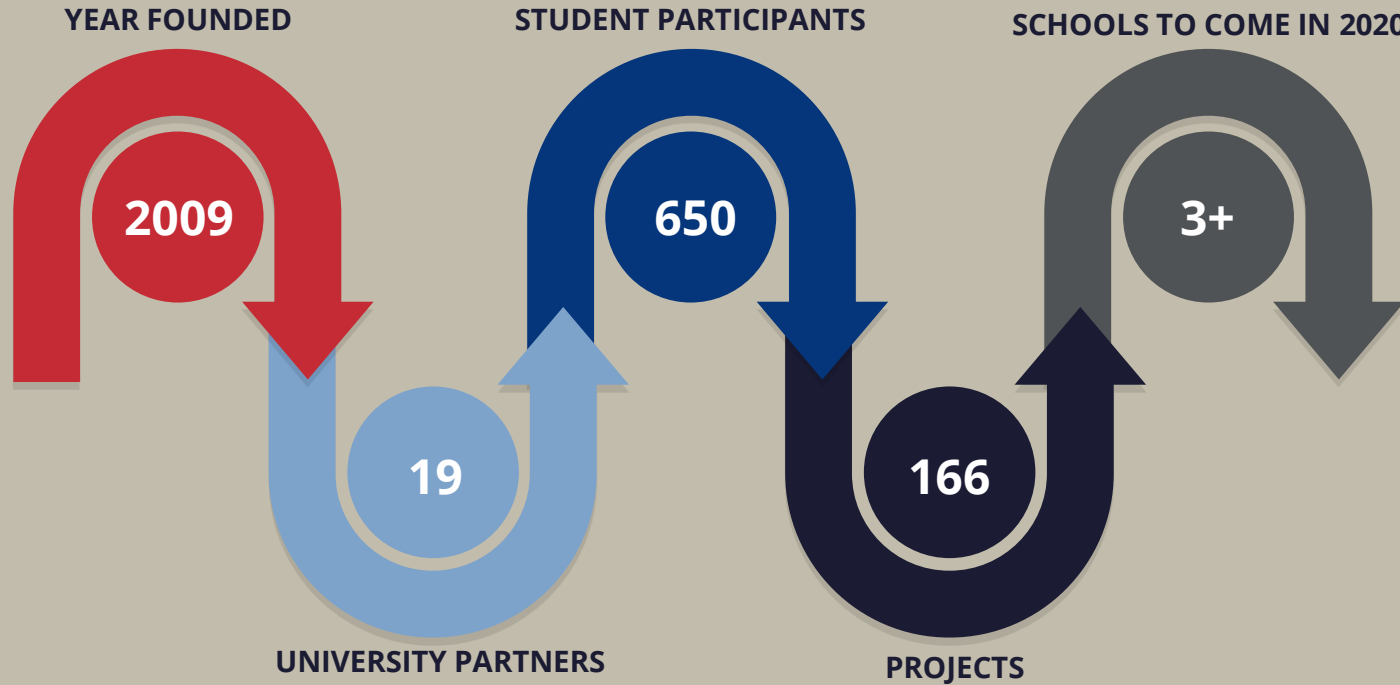 YEAR FOUNDED
2009
UNIVERSITY PARTNERS
19
STUDENT PARTICIPANTS
650
PROJECTS
166
SCHOOLS TO COME IN 2020
3+